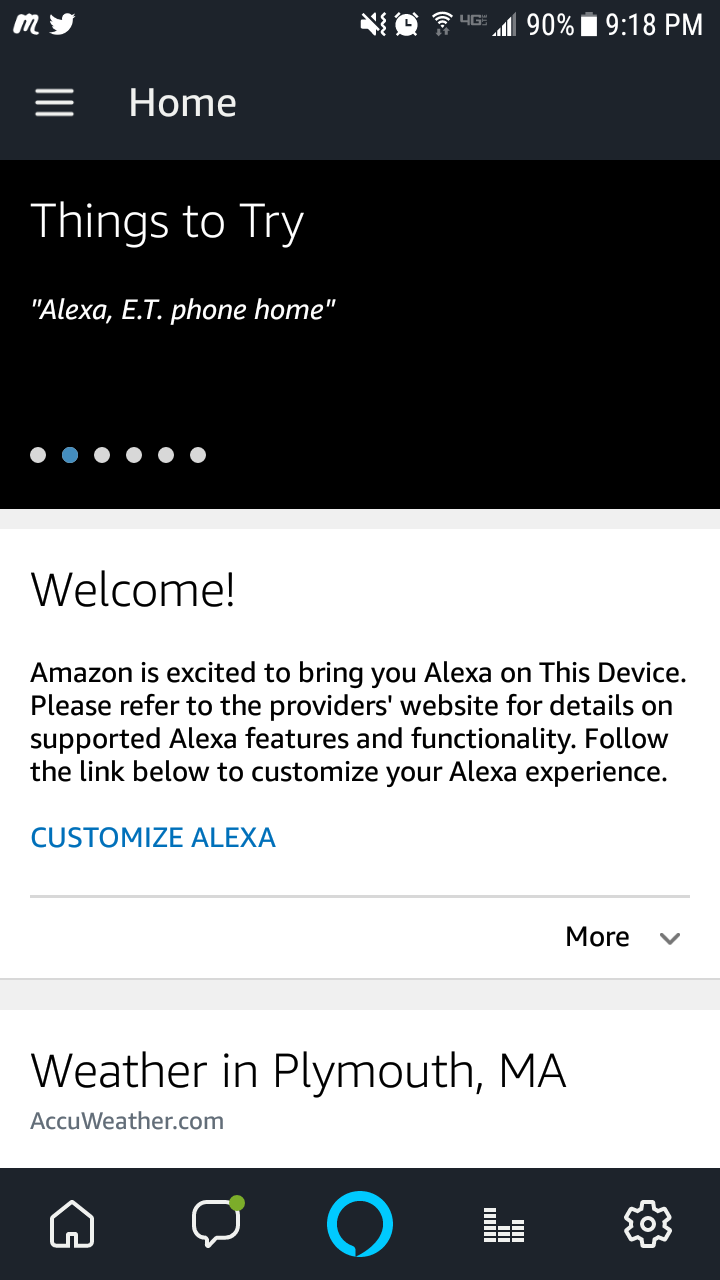 4G 90% 9:18 PM
Home
Things to Try
"Alexa, E.T. phone home"
Welcome!
Amazon is excited to bring you Alexa on This Device.
Please refer to the providers' website for details on
supported Alexa features and functionality. Follow
the link below to customize your Alexa experience.
CUSTOMIZE ALEXA
More
Weather in Plymouth, MA
AccuWeather.com